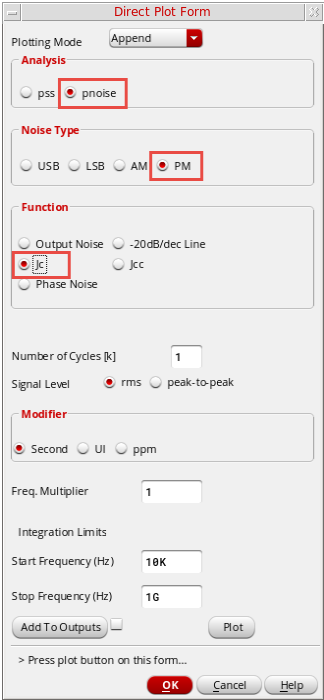 Direct Plot Form
Plotting Mode Append
Analysis
pss pnoise
Noise Type
USB LSB AM PM
Function
Output Noise -20dB/dec Line
Jc Jcc
Phase Noise
Number of Cycles [k] 1
Signal Level rms peak-to-peak
Modifier
Second UI ppm
Freq. Multiplier 1
Integration Limits
Start Frequency (Hz) 10K
Stop Frequency (Hz) 1G
Add To Outputs Plot
> Press plot button on this form...
OK Cancel Help